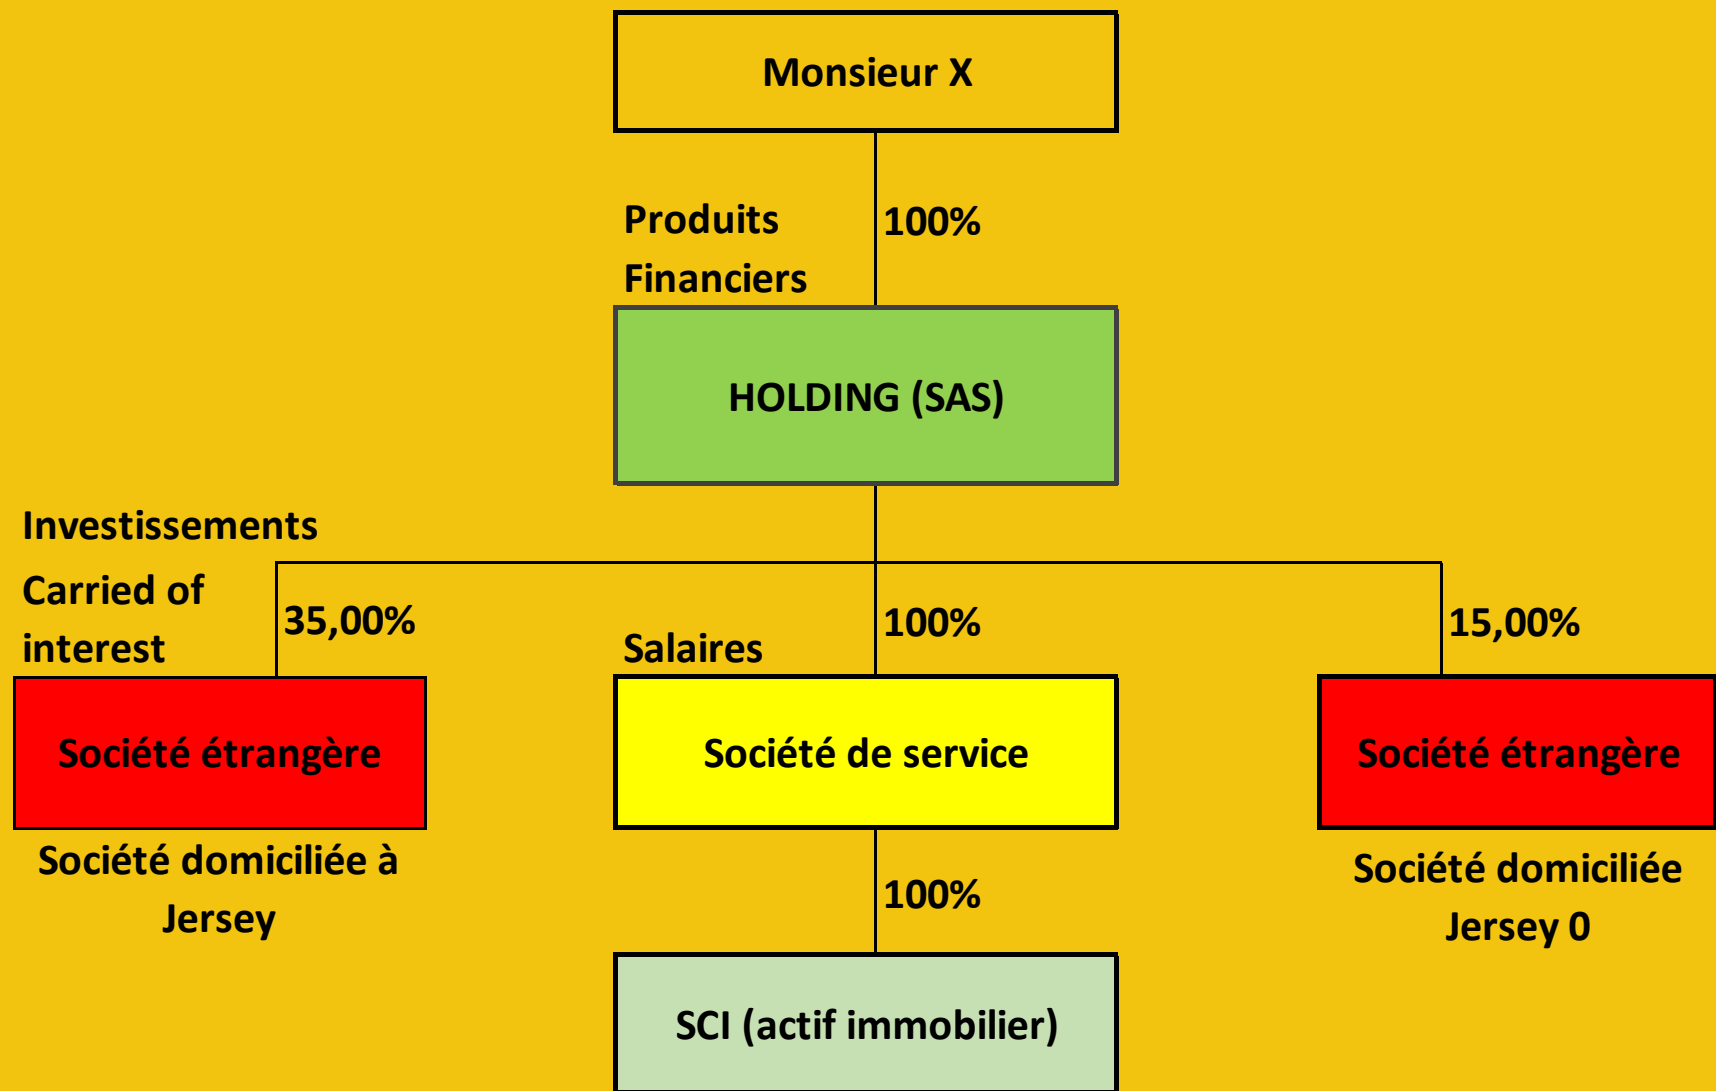 Monsieur X
Produits
Financiers
100%
HOLDING (SAS)
Investissements
Carried of
interest
35,00%
Salaires
100%
15,00%
Société étrangère
Société de service
Société étrangère
Société domiciliée à
Jersey
100%
Société domiciliée
Jersey 0
SCI (actif immobilier)